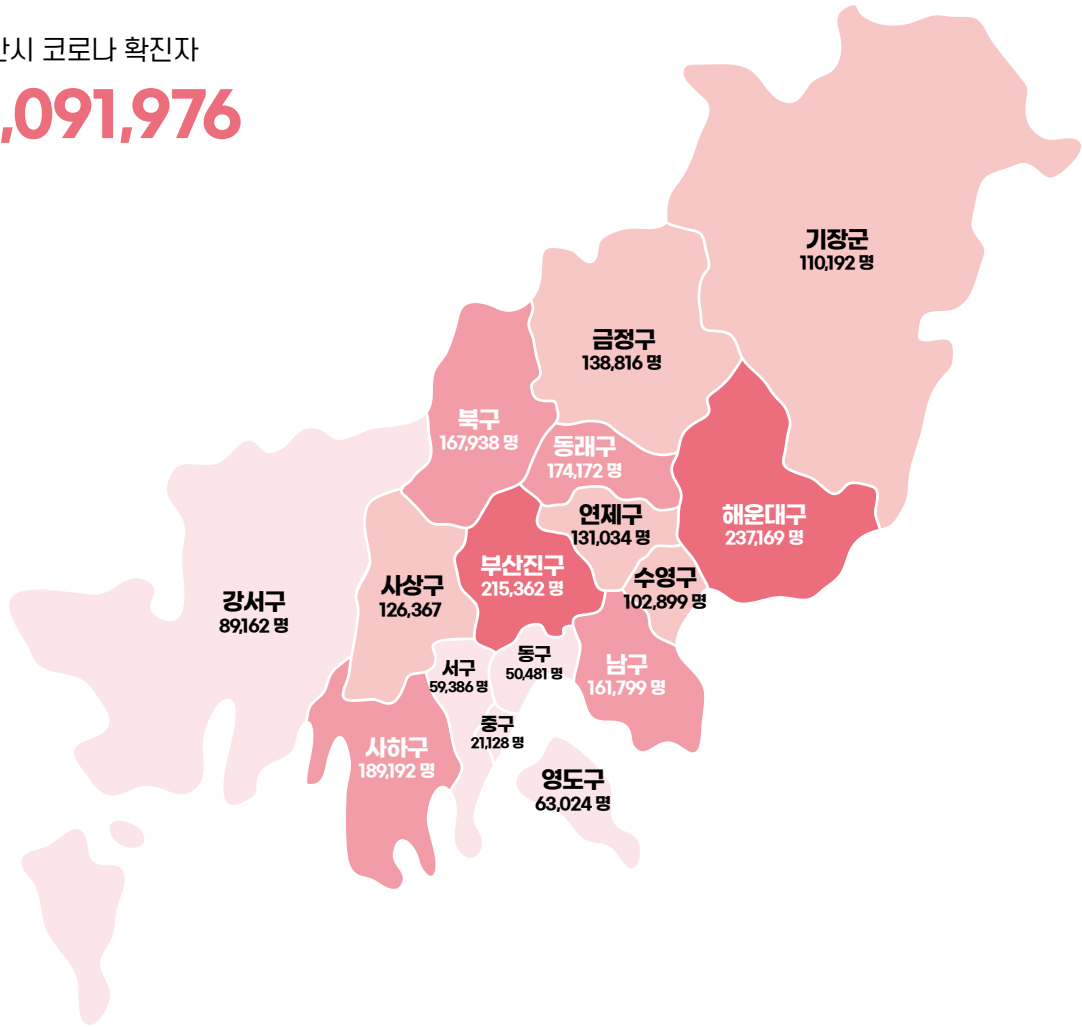 시 코로나 확진자
,091,976
기장군
110,192 명
금정구
138,816 명
북구
167,938 명
동래구
174,172 명
연제구
131,034 명
해운대구
237,169 명
부산진구
215,362 명
수영구
102,899 명
사상구
126,367
강서구
89,162 명
동구
50,481 명
서구
59,386 명
남구
161,799 명
중구
21,128 명
사하구
189,192 명
영도구
63,024 명